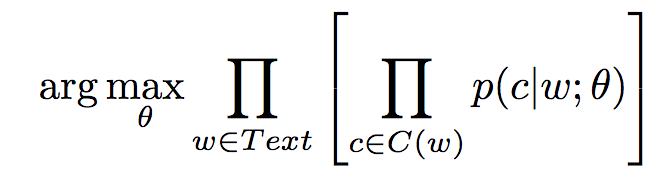 arg max_θ ∏_{w∈Text} [ ∏_{c∈C(w)} p(c|w; θ) ]